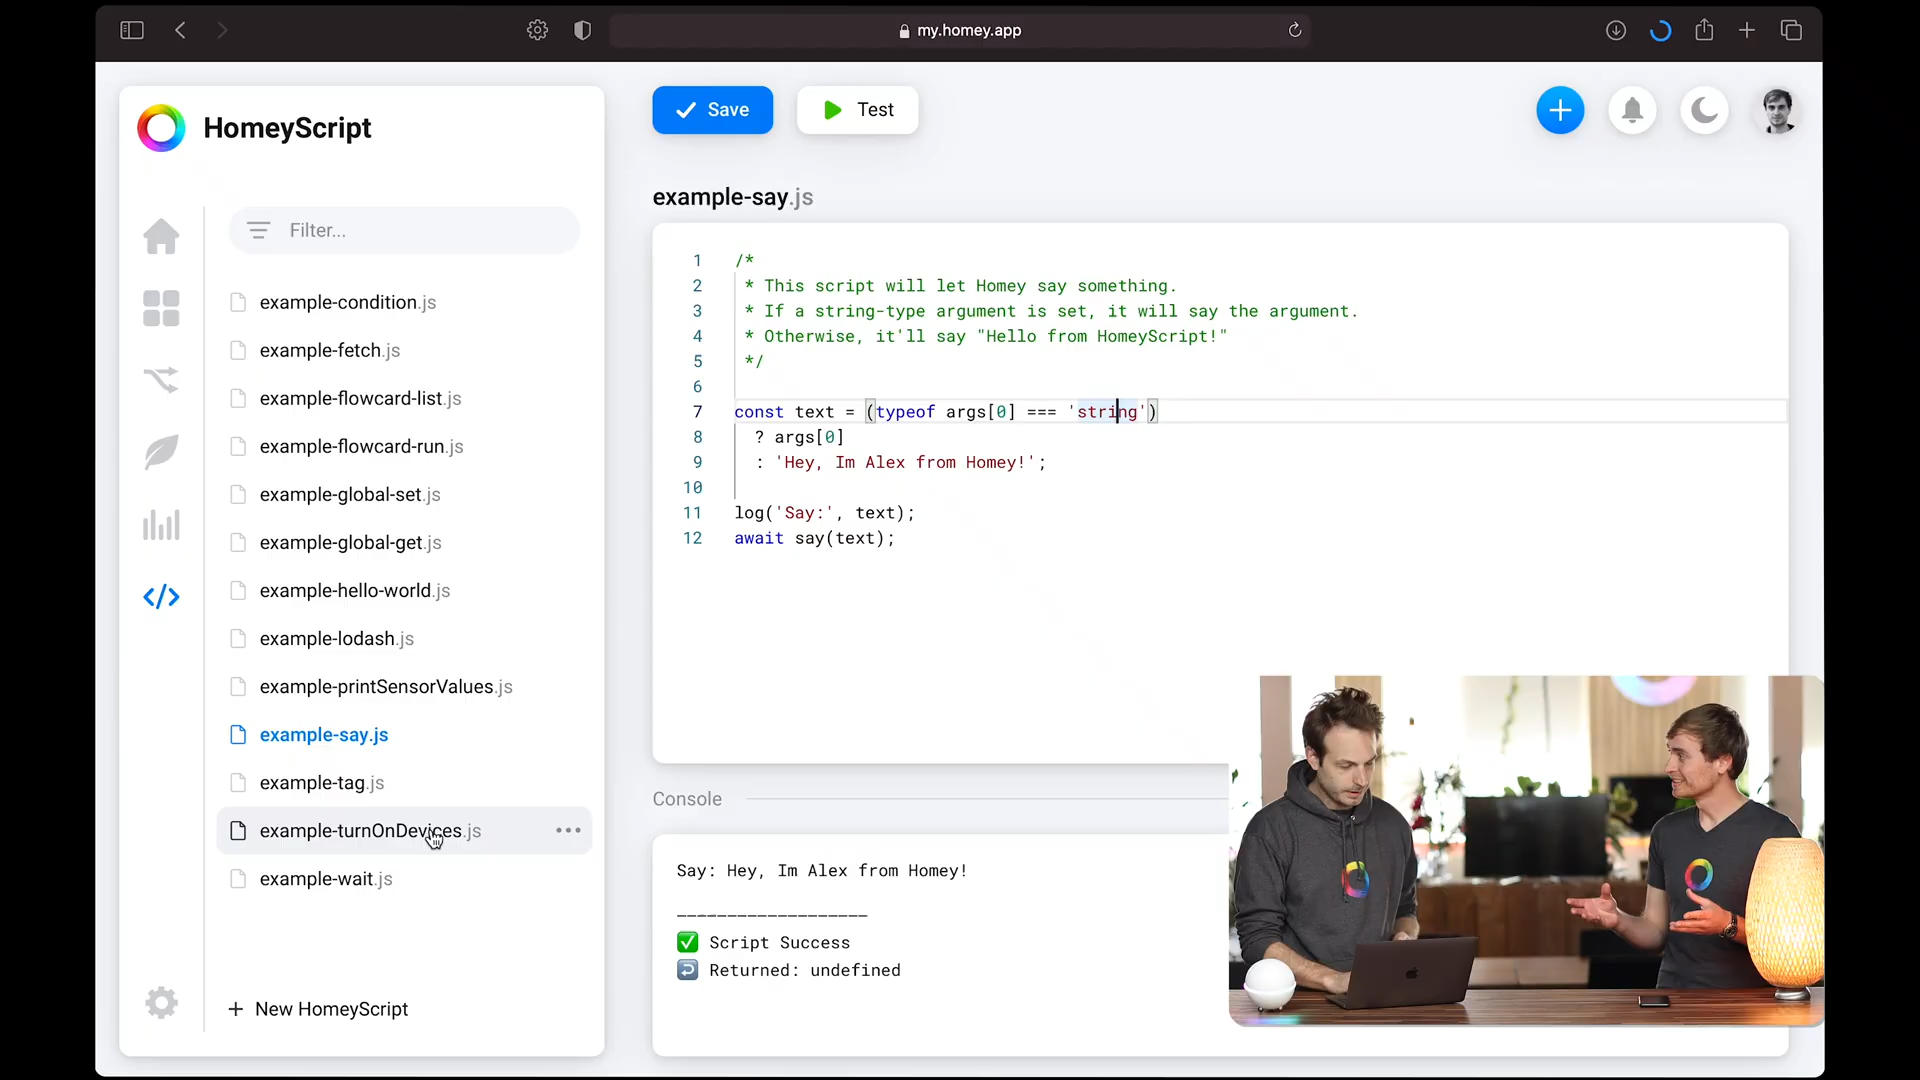 my.homey.app
HomeyScript
Save
Test
Filter...
example-condition.js
example-fetch.js
example-flowcard-list.js
example-flowcard-run.js
example-global-set.js
example-global-get.js
example-hello-world.js
example-lodash.js
example-printSensorValues.js
example-say.js
example-tag.js
example-turnOnDevices.js
example-wait.js
+ New HomeyScript
example-say.js
1 /*
2 * This script will let Homey say something.
3 * If a string-type argument is set, it will say the argument.
4 * Otherwise, it'll say "Hello from HomeyScript!"
5 */
6
7 const text = (typeof args[0] === 'string')
8 ? args[0]
9 : 'Hey, Im Alex from Homey!';
10
11 log('Say:', text);
12 await say(text);
Console
Say: Hey, Im Alex from Homey!
___________________
✅ Script Success
↩️ Returned: undefined